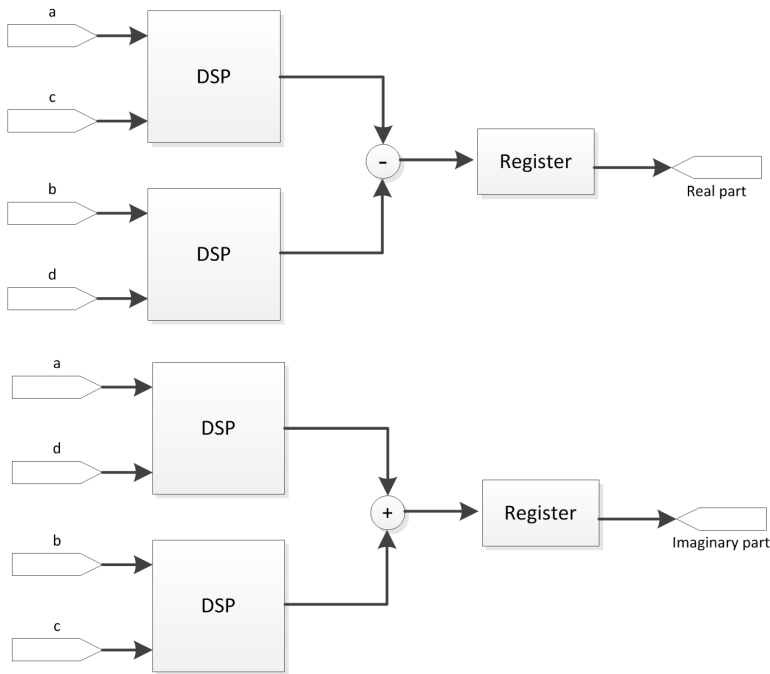 a
c
DSP
b
d
DSP
-
Register
Real part
a
d
DSP
b
c
DSP
+
Register
Imaginary part